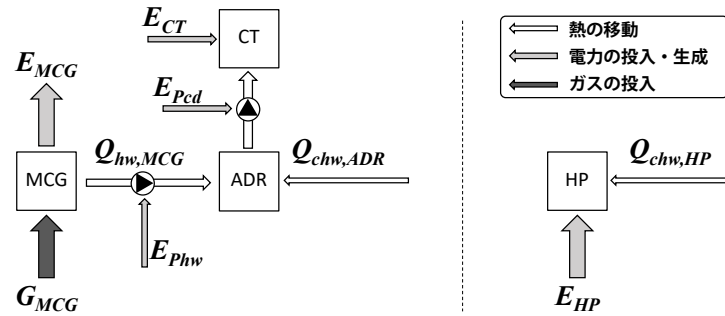 E_CT
CT
熱の移動
電力の投入・生成
ガスの投入
E_MCG
E_Pcd
Q_hw,MCG
Q_chw,ADR
Q_chw,HP
MCG
ADR
HP
E_Phw
G_MCG
E_HP